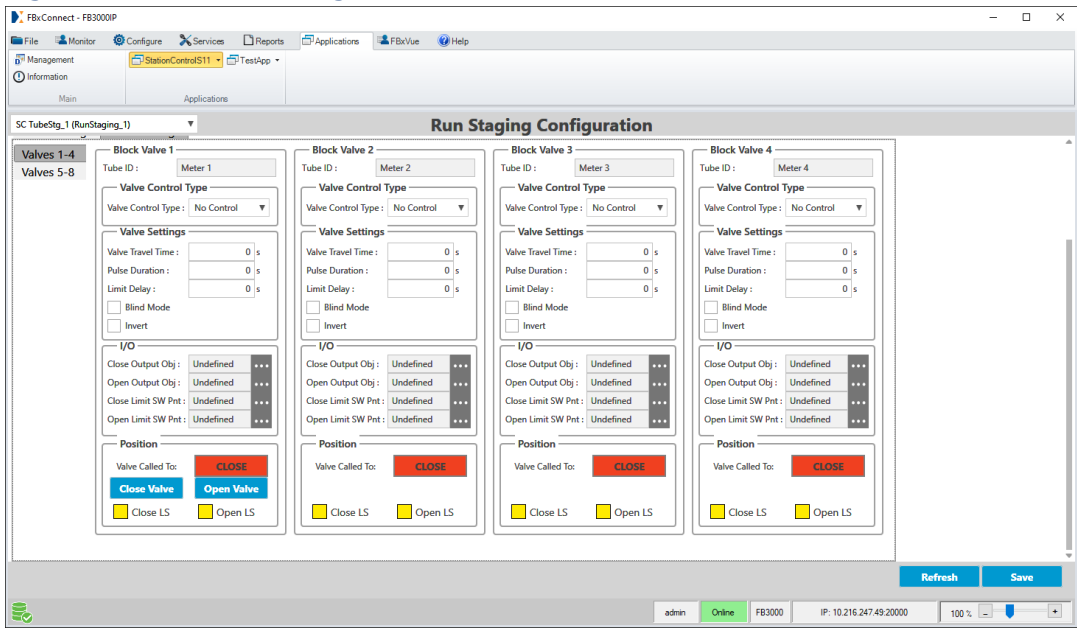 FBxConnect - FB3000IP
File Monitor Configure Services Reports Applications FBxVue Help
Management StationControlS11 TestApp
Information
Main Applications
SC TubeStg_1 (RunStaging_1) Run Staging Configuration
Valves 1-4
Valves 5-8
Block Valve 1 Block Valve 2 Block Valve 3 Block Valve 4
Tube ID : Meter 1 Tube ID : Meter 2 Tube ID : Meter 3 Tube ID : Meter 4
Valve Control Type Valve Control Type Valve Control Type Valve Control Type
Valve Control Type : No Control Valve Control Type : No Control Valve Control Type : No Control Valve Control Type : No Control
Valve Settings Valve Settings Valve Settings Valve Settings
Valve Travel Time : 0 s Valve Travel Time : 0 s Valve Travel Time : 0 s Valve Travel Time : 0 s
Pulse Duration : 0 s Pulse Duration : 0 s Pulse Duration : 0 s Pulse Duration : 0 s
Limit Delay : 0 s Limit Delay : 0 s Limit Delay : 0 s Limit Delay : 0 s
Blind Mode Blind Mode Blind Mode Blind Mode
Invert Invert Invert Invert
I/O I/O I/O I/O
Close Output Obj : Undefined ... Close Output Obj : Undefined ... Close Output Obj : Undefined ... Close Output Obj : Undefined ...
Open Output Obj : Undefined ... Open Output Obj : Undefined ... Open Output Obj : Undefined ... Open Output Obj : Undefined ...
Close Limit SW Pnt : Undefined ... Close Limit SW Pnt : Undefined ... Close Limit SW Pnt : Undefined ... Close Limit SW Pnt : Undefined ...
Open Limit SW Pnt : Undefined ... Open Limit SW Pnt : Undefined ... Open Limit SW Pnt : Undefined ... Open Limit SW Pnt : Undefined ...
Position Position Position Position
Valve Called To: CLOSE Valve Called To: CLOSE Valve Called To: CLOSE Valve Called To: CLOSE
Close Valve Open Valve
Close LS Open LS Close LS Open LS Close LS Open LS Close LS Open LS
Refresh Save
admin Online FB3000 IP: 10.216.247.49:20000 100 % - +